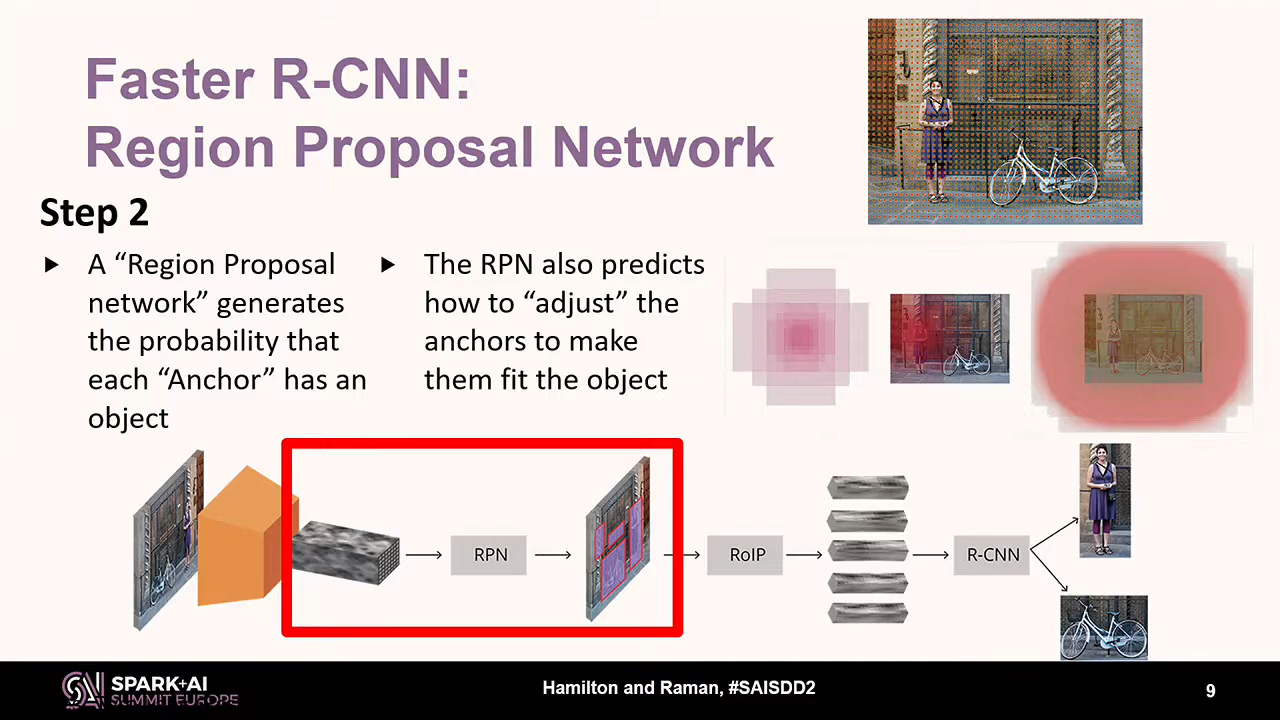 Faster R-CNN:
Region Proposal Network
Step 2
A “Region Proposal
network” generates
the probability that
each “Anchor” has an
object
The RPN also predicts
how to “adjust” the
anchors to make
them fit the object
RPN
RoIP
R-CNN
SPARK+AI
SUMMIT EUROPE
Hamilton and Raman, #SAISDD2
9